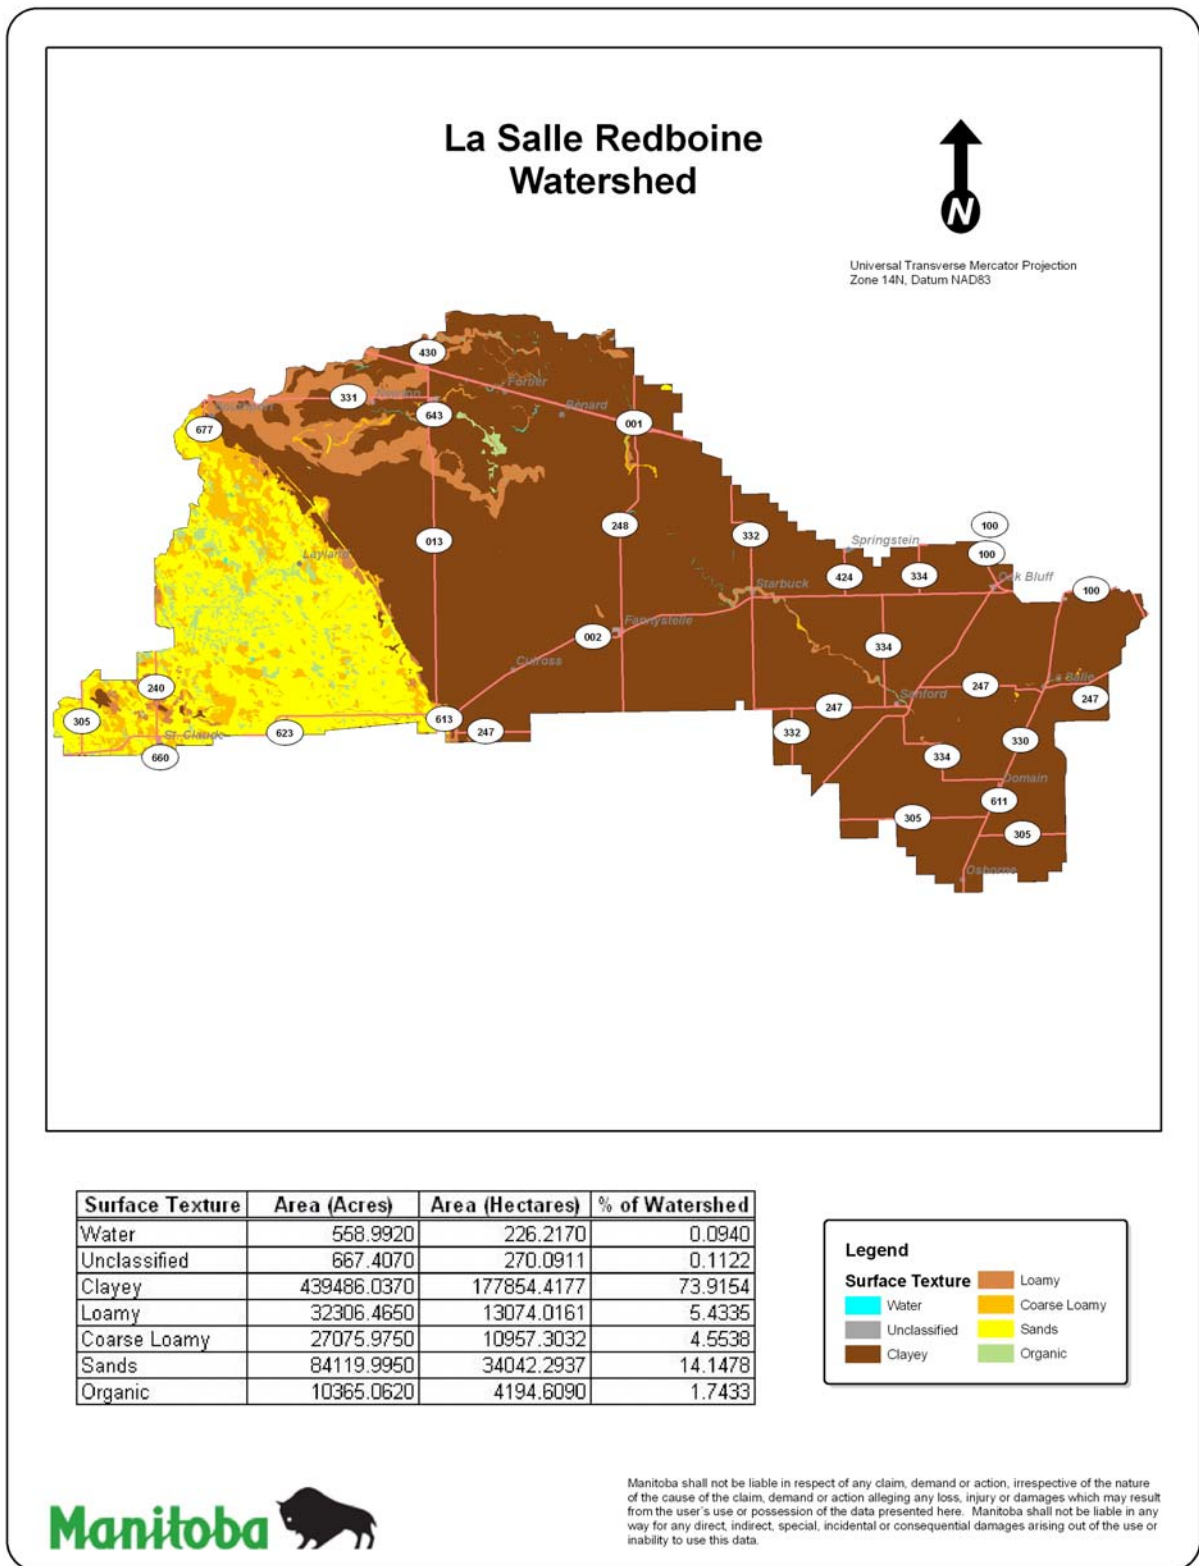 La Salle Redboine
Watershed
N
Universal Transverse Mercator Projection
Zone 14N, Datum NAD83
430
Fortier
331
Newton
643
Bénard
Southport
677
001
248
013
332
100
Springstein
100
Layland
Starbuck
424
334
Oak Bluff
100
Fannystelle
002
334
Culross
240
247
La Salle
247
Sanford
305
613
247
623
247
332
330
St. Claude
660
334
Domain
611
305
305
Osborne
Surface Texture Area (Acres) Area (Hectares) % of Watershed
Water 558.9920 226.2170 0.0940
Unclassified 667.4070 270.0911 0.1122
Clayey 439486.0370 177854.4177 73.9154
Loamy 32306.4650 13074.0161 5.4335
Coarse Loamy 27075.9750 10957.3032 4.5538
Sands 84119.9950 34042.2937 14.1478
Organic 10365.0620 4194.6090 1.7433
Legend
Surface Texture
Water
Unclassified
Clayey
Loamy
Coarse Loamy
Sands
Organic
Manitoba
Manitoba shall not be liable in respect of any claim, demand or action, irrespective of the nature
of the cause of the claim, demand or action alleging any loss, injury or damages which may result
from the user's use or possession of the data presented here. Manitoba shall not be liable in any
way for any direct, indirect, special, incidental or consequential damages arising out of the use or
inability to use this data.